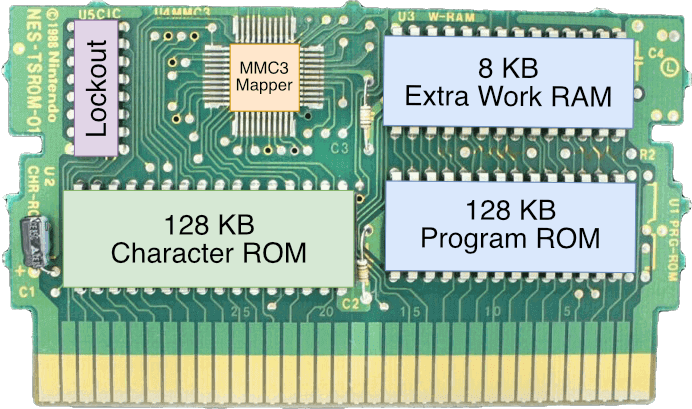 © 1988 Nintendo
NES-TSROM-01
U5CIC
U4MMC3
U3 W-RAM
C4
L
Lockout
MMC3
Mapper
8 KB
Extra Work RAM
C3
R2
U2
128 KB
Character ROM
128 KB
Program ROM
U1 PRG-ROM
+
C1
C2
25
20
15
10
5